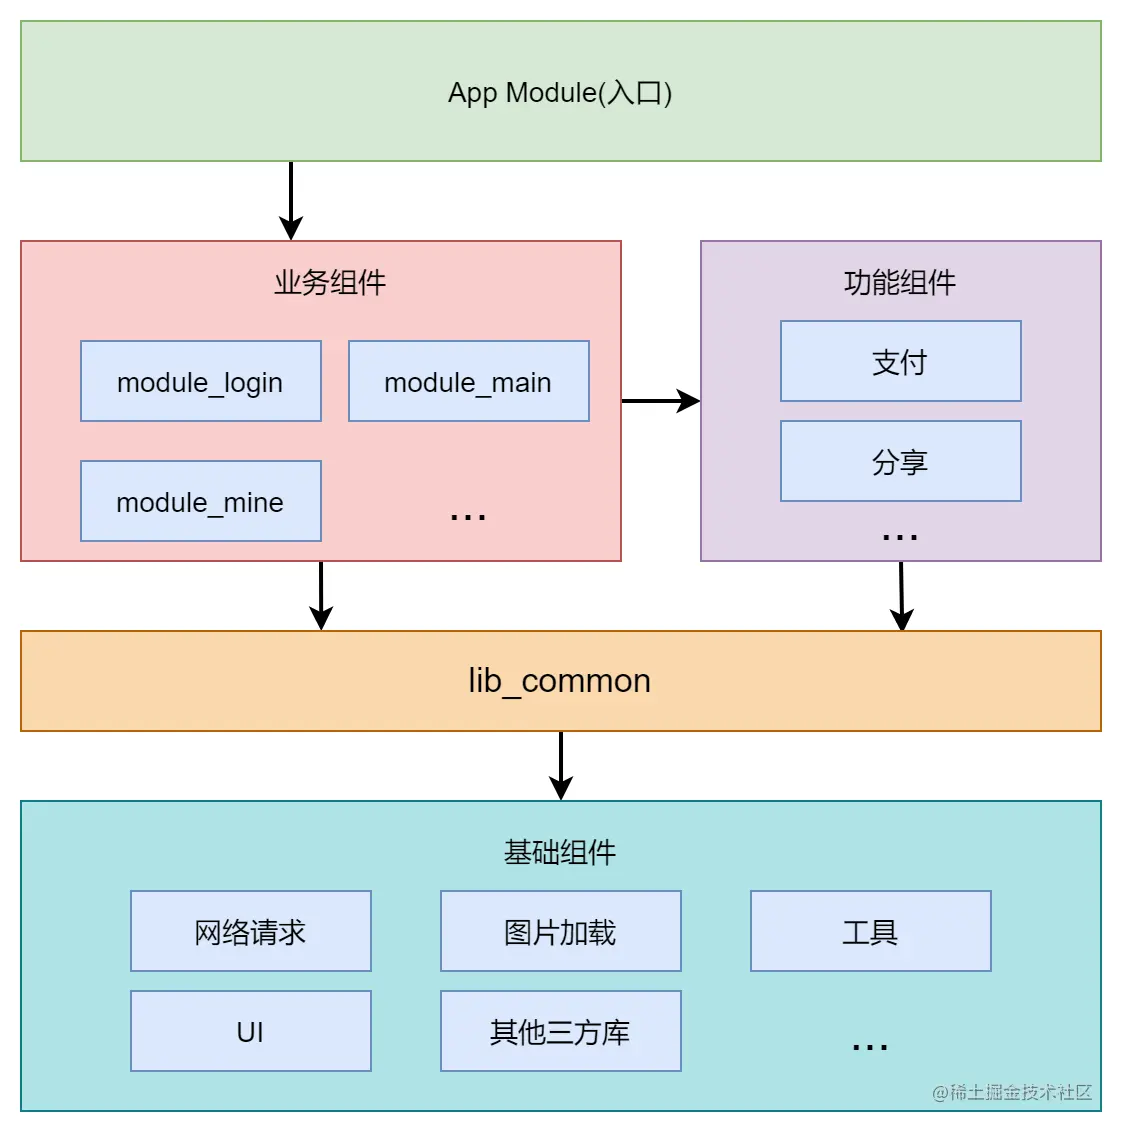 App Module(入口)
业务组件
module_login
module_main
module_mine
...
功能组件
支付
分享
...
lib_common
基础组件
网络请求
图片加载
工具
UI
其他三方库
...
@稀土掘金技术社区